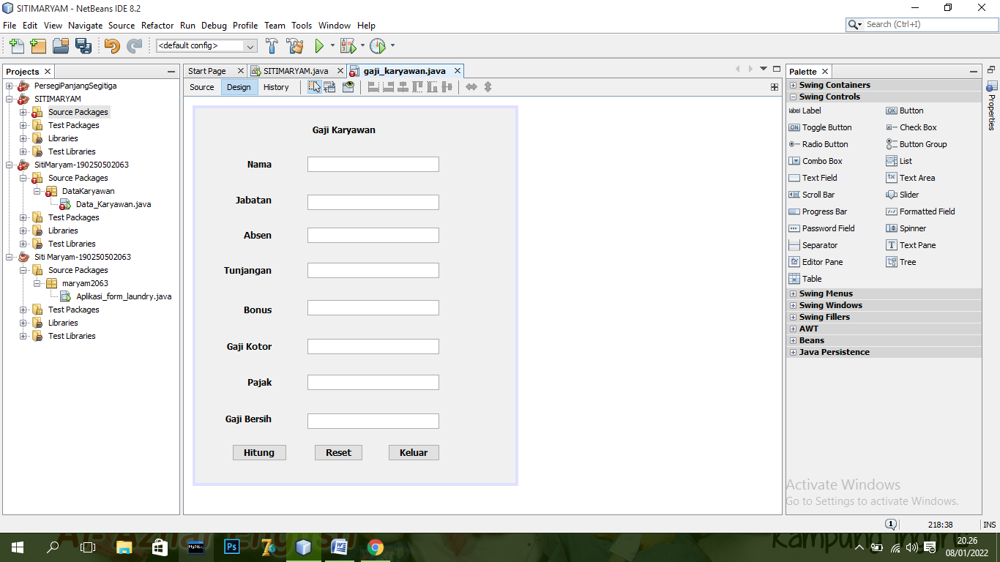 SITIMARYAM - NetBeans IDE 8.2
File Edit View Navigate Source Refactor Run Debug Profile Team Tools Window Help
Search (Ctrl+I)
<default config>
Projects
PersegiPanjangSegitiga
SITIMARYAM
Source Packages
Test Packages
Libraries
Test Libraries
SitiMaryam-190250502063
Source Packages
DataKaryawan
Data_Karyawan.java
Test Packages
Libraries
Test Libraries
Siti Maryam-190250502063
Source Packages
maryam2063
Aplikasi_form_laundry.java
Test Packages
Libraries
Test Libraries
Start Page SITIMARYAM.java gaji_karyawan.java
Source Design History
Gaji Karyawan
Nama
Jabatan
Absen
Tunjangan
Bonus
Gaji Kotor
Pajak
Gaji Bersih
Hitung Reset Keluar
Palette
Swing Containers
Swing Controls
Label Button
Toggle Button Check Box
Radio Button Button Group
Combo Box List
Text Field Text Area
Scroll Bar Slider
Progress Bar Formatted Field
Password Field Spinner
Separator Text Pane
Editor Pane Tree
Table
Swing Menus
Swing Windows
Swing Fillers
AWT
Beans
Java Persistence
Properties
Activate Windows
Go to Settings to activate Windows.
1
218:38 INS
20.26
08/01/2022